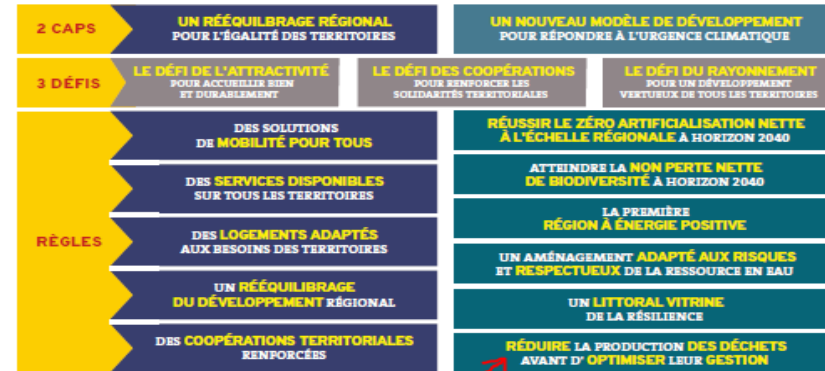 2 CAPS
UN RÉÉQUILBRAGE RÉGIONAL
POUR L'ÉGALITÉ DES TERRITOIRES
UN NOUVEAU MODÈLE DE DÉVELOPPEMENT
POUR RÉPONDRE À L'URGENCE CLIMATIQUE
3 DÉFIS
LE DÉFI DE L'ATTRACTIVITÉ
POUR ACCUEILLIR BIEN
ET DURABLEMENT
LE DÉFI DES COOPÉRATIONS
POUR RENFORCER LES
SOLIDARITÉS TERRITORIALES
LE DÉFI DU RAYONNEMENT
POUR UN DÉVELOPPEMENT
VERTUEUX DE TOUS LES TERRITOIRES
RÈGLES
DES SOLUTIONS
DE MOBILITÉ POUR TOUS
DES SERVICES DISPONIBLES
SUR TOUS LES TERRITOIRES
DES LOGEMENTS ADAPTÉS
AUX BESOINS DES TERRITOIRES
UN RÉÉQUILIBRAGE
DU DÉVELOPPEMENT RÉGIONAL
DES COOPÉRATIONS TERRITORIALES
RENFORCÉES
RÉUSSIR LE ZÉRO ARTIFICIALISATION NETTE
À L'ÉCHELLE RÉGIONALE À HORIZON 2040
ATTEINDRE LA NON PERTE NETTE
DE BIODIVERSITÉ À HORIZON 2040
LA PREMIÈRE
RÉGION À ÉNERGIE POSITIVE
UN AMÉNAGEMENT ADAPTÉ AUX RISQUES
ET RESPECTUEUX DE LA RESSOURCE EN EAU
UN LITTORAL VITRINE
DE LA RÉSILIENCE
RÉDUIRE LA PRODUCTION DES DÉCHETS
AVANT D' OPTIMISER LEUR GESTION